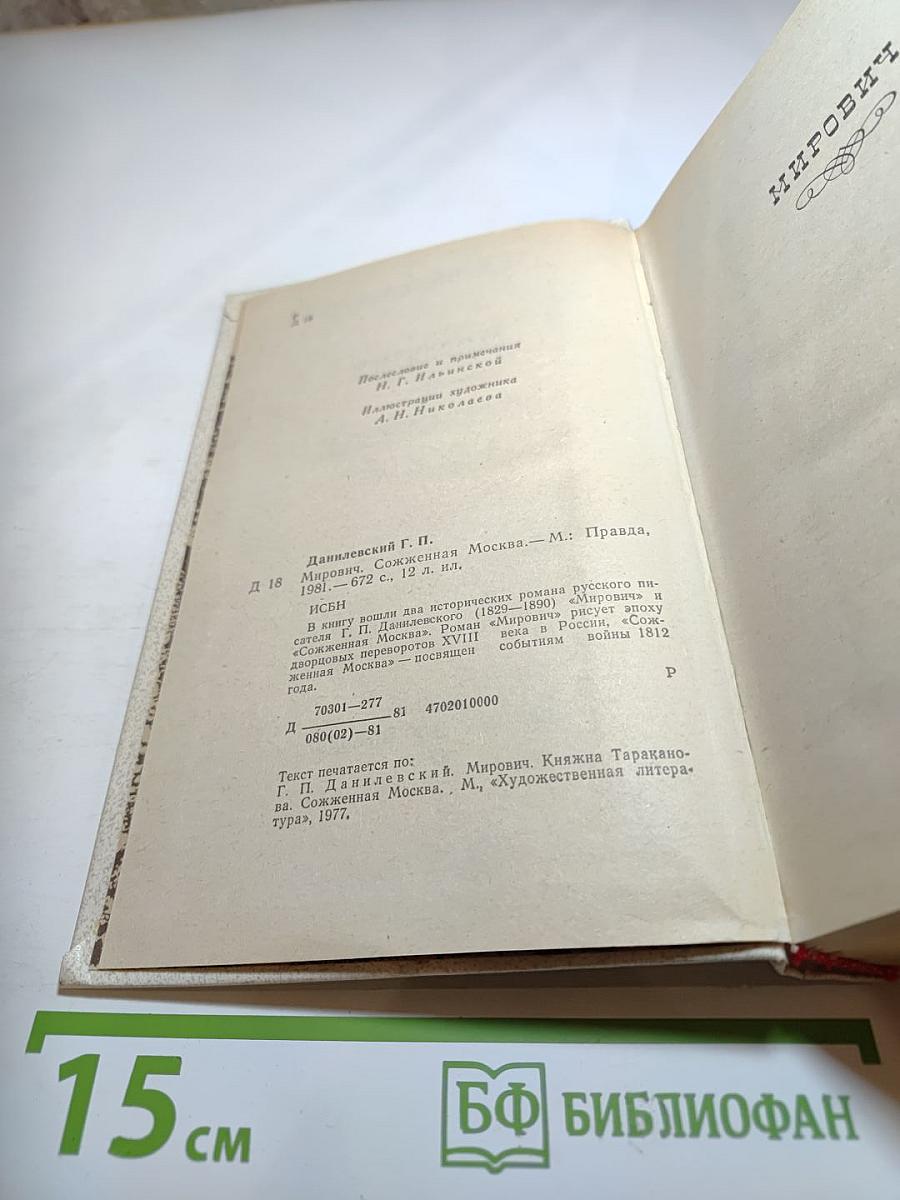 Р
Д 18
Послесловие и примечания
Н. Г. Ильинской
Иллюстрации художника
А. Н. Николаева
Данилевский Г. П.
Д 18 Мирович. Сожженная Москва.— М.: Правда,
1981.— 672 с., 12 л. ил.
ИСБН
В книгу вошли два исторических романа русского пи-
сателя Г. П. Данилевского (1829—1890) «Мирович» и
«Сожженная Москва». Роман «Мирович» рисует эпоху
дворцовых переворотов XVIII века в России, «Сож-
женная Москва» — посвящен событиям войны 1812
года.
Р
70301—277
Д 81 4702010000
080(02)—81
Текст печатается по:
Г. П. Данилевский. Мирович. Княжна Таракано-
ва. Сожженная Москва. . М., «Художественная литера-
тура», 1977.
МИРОВИЧ
15 см
БФ БИБЛИОФАН